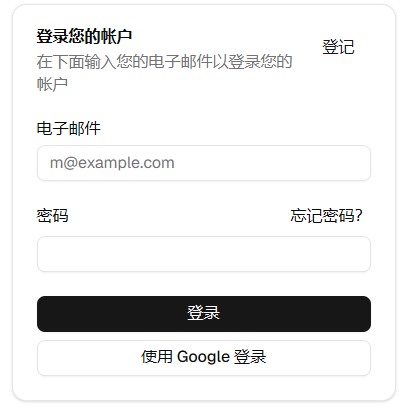 登录您的帐户
登记
在下面输入您的电子邮件以登录您的
帐户
电子邮件
m@example.com
密码
忘记密码?
登录
使用 Google 登录